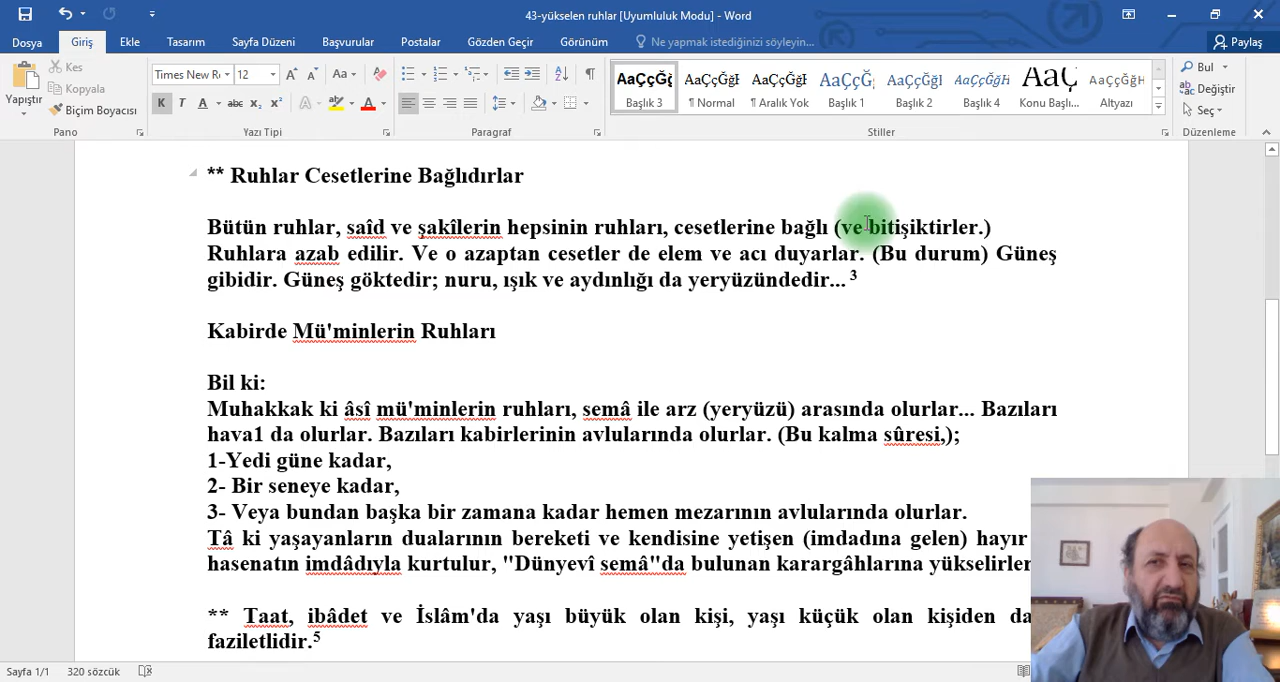 43-yükselen ruhlar [Uyumluluk Modu] - Word
Dosya Giriş Ekle Tasarım Sayfa Düzeni Başvurular Postalar Gözden Geçir Görünüm Ne yapmak istediğinizi söyleyin... Paylaş
Yapıştır
Kes
Kopyala
Biçim Boyacısı
Pano
Times New Ro 12
Yazı Tipi
Paragraf
AaÇçĞğ AaÇçĞğH AaÇçĞğH AaÇçĞğ AaÇçĞğI AaÇçĞğH AaÇ AaÇçĞğH
Başlık 3 ¶ Normal ¶ Aralık Yok Başlık 1 Başlık 2 Başlık 4 Konu Başlı... Altyazı
Stiller
Bul
Değiştir
Seç
Düzenleme
** Ruhlar Cesetlerine Bağlıdırlar
Bütün ruhlar, saîd ve şakîlerin hepsinin ruhları, cesetlerine bağlı (ve bitişiktirler.)
Ruhlara azab edilir. Ve o azaptan cesetler de elem ve acı duyarlar. (Bu durum) Güneş
gibidir. Güneş göktedir; nuru, ışık ve aydınlığı da yeryüzündedir... 3
Kabirde Mü'minlerin Ruhları
Bil ki:
Muhakkak ki âsî mü'minlerin ruhları, semâ ile arz (yeryüzü) arasında olurlar... Bazıları
hava1 da olurlar. Bazıları kabirlerinin avlularında olurlar. (Bu kalma sûresi,);
1-Yedi güne kadar,
2- Bir seneye kadar,
3- Veya bundan başka bir zamana kadar hemen mezarının avlularında olurlar.
Tâ ki yaşayanların dualarının bereketi ve kendisine yetişen (imdadına gelen) hayır
hasenatın imdâdıyla kurtulur, "Dünyevî semâ"da bulunan karargâhlarına yükselirler
** Taat, ibâdet ve İslâm'da yaşı büyük olan kişi, yaşı küçük olan kişiden da
faziletlidir.5
Sayfa 1/1 320 sözcük